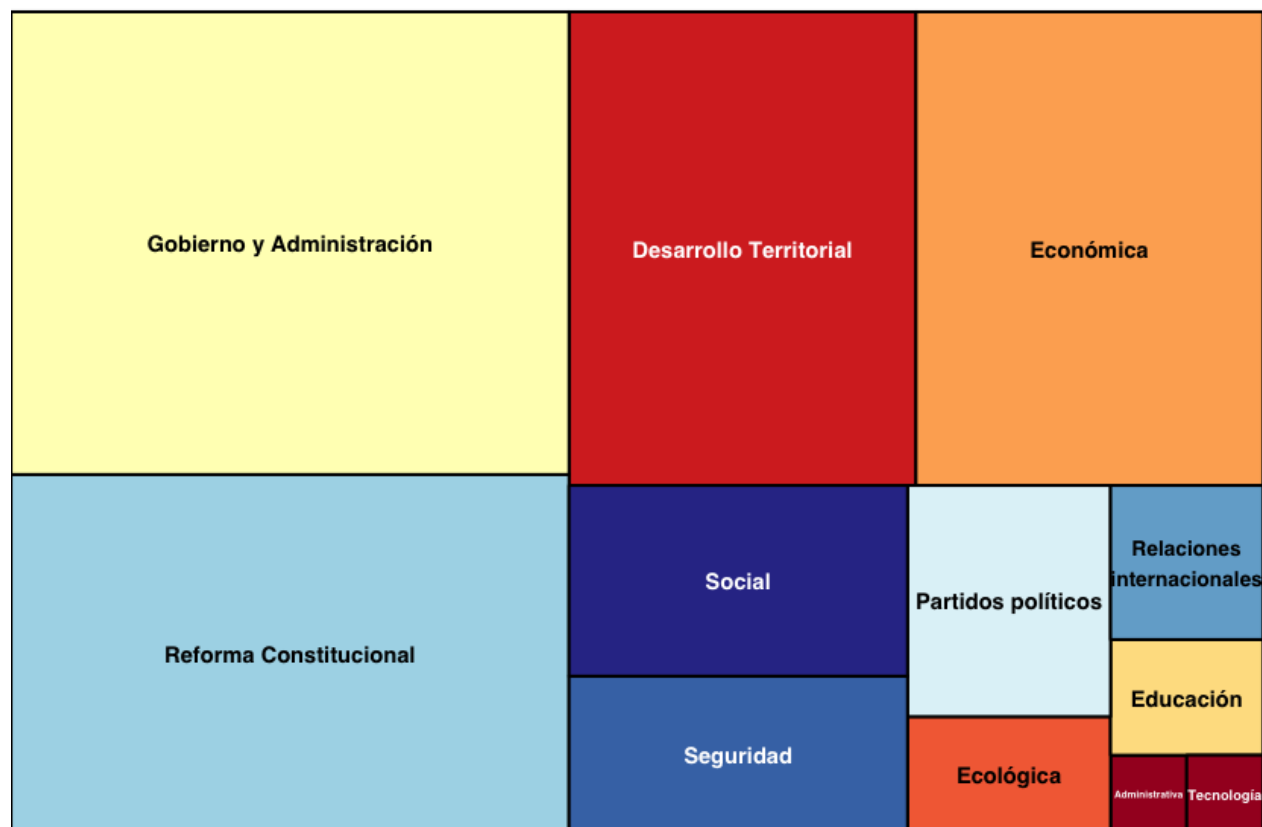 Gobierno y Administración
Desarrollo Territorial
Económica
Reforma Constitucional
Social
Partidos políticos
Relaciones
internacionales
Educación
Seguridad
Ecológica
Administrativa
Tecnología